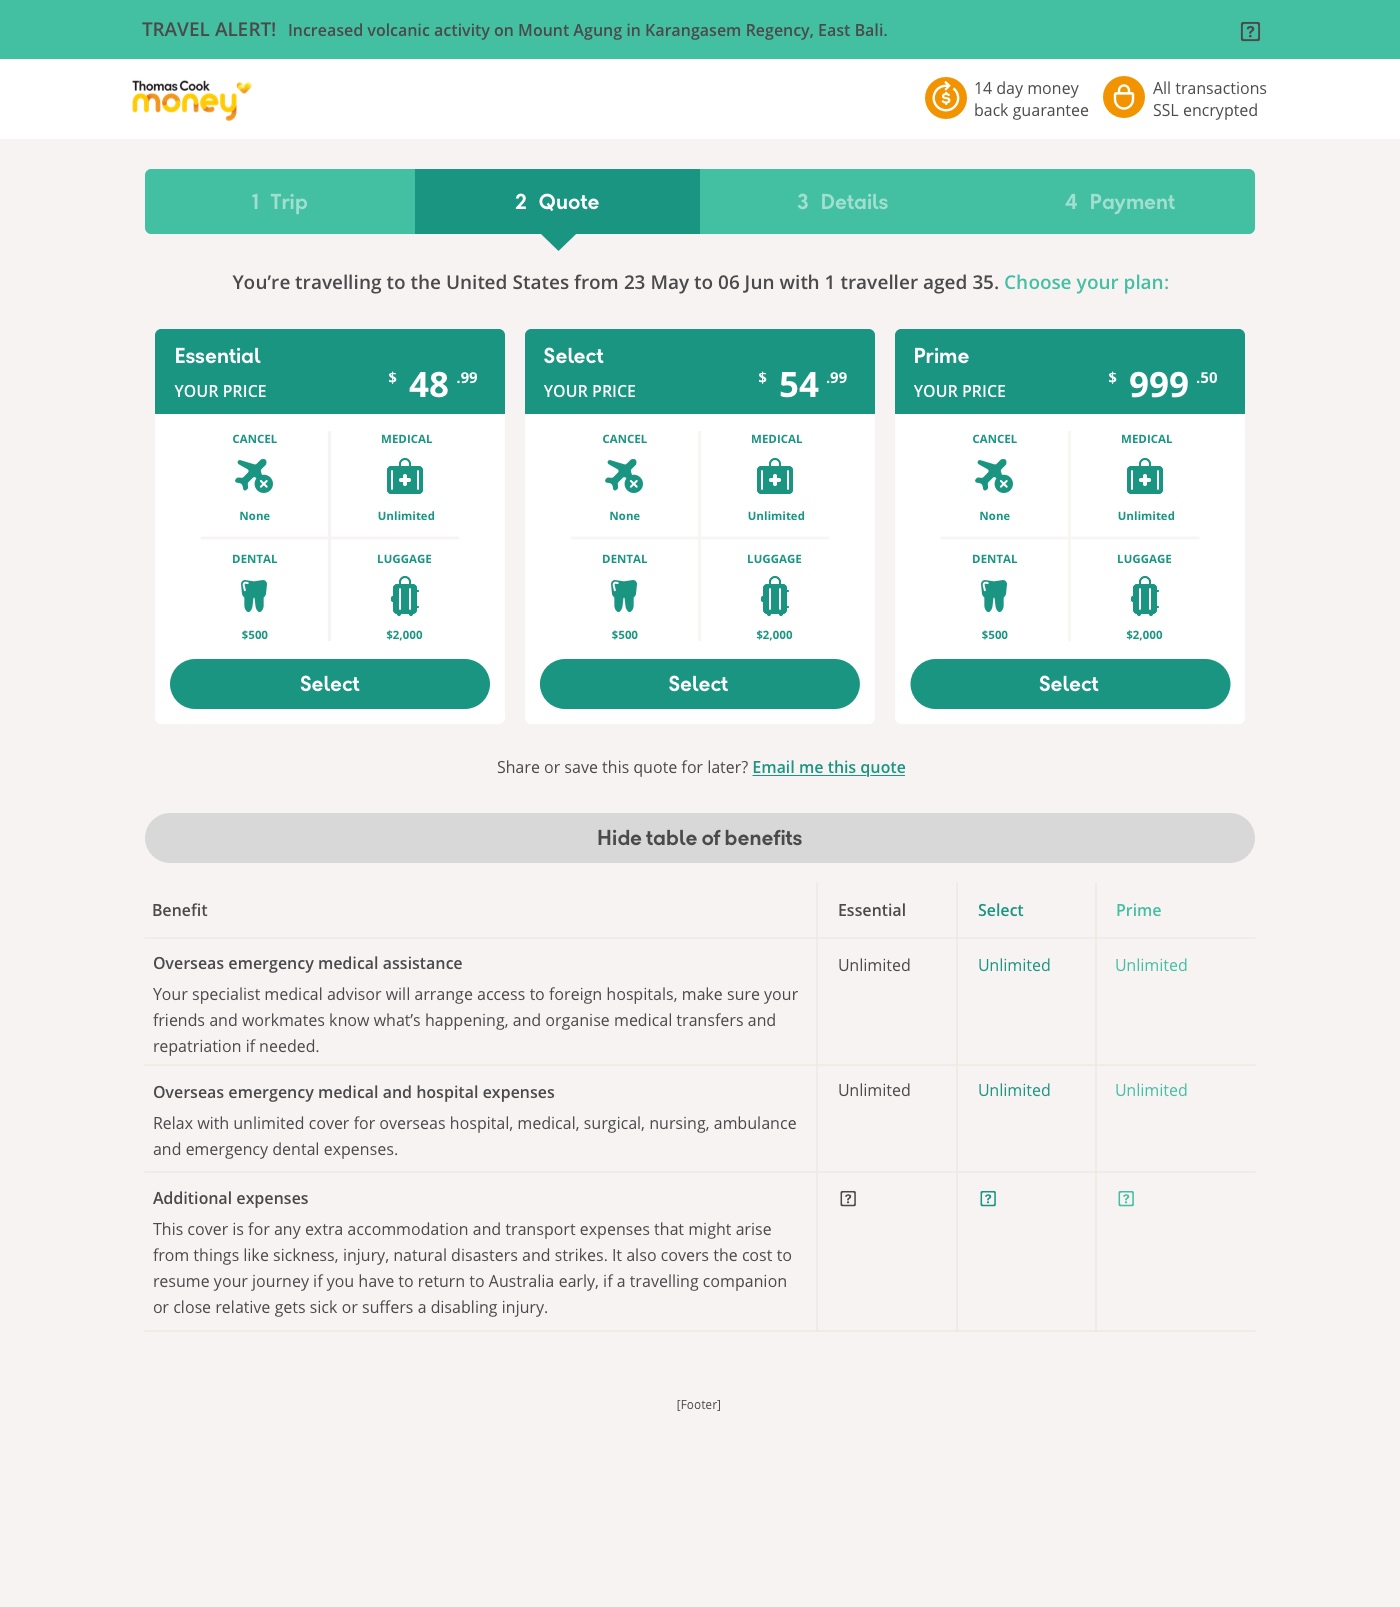 TRAVEL ALERT! Increased volcanic activity on Mount Agung in Karangasem Regency, East Bali.
?
Thomas Cook
money
14 day money
back guarantee
All transactions
SSL encrypted
1 Trip
2 Quote
3 Details
4 Payment
You’re travelling to the United States from 23 May to 06 Jun with 1 traveller aged 35. Choose your plan:
Essential
YOUR PRICE
$ 48 .99
CANCEL
MEDICAL
None
Unlimited
DENTAL
LUGGAGE
$500
$2,000
Select
Select
YOUR PRICE
$ 54 .99
CANCEL
MEDICAL
None
Unlimited
DENTAL
LUGGAGE
$500
$2,000
Select
Prime
YOUR PRICE
$ 999 .50
CANCEL
MEDICAL
None
Unlimited
DENTAL
LUGGAGE
$500
$2,000
Select
Share or save this quote for later? Email me this quote
Hide table of benefits
Benefit
Essential
Select
Prime
Overseas emergency medical assistance
Your specialist medical advisor will arrange access to foreign hospitals, make sure your
friends and workmates know what’s happening, and organise medical transfers and
repatriation if needed.
Unlimited
Unlimited
Unlimited
Overseas emergency medical and hospital expenses
Relax with unlimited cover for overseas hospital, medical, surgical, nursing, ambulance
and emergency dental expenses.
Unlimited
Unlimited
Unlimited
Additional expenses
This cover is for any extra accommodation and transport expenses that might arise
from things like sickness, injury, natural disasters and strikes. It also covers the cost to
resume your journey if you have to return to Australia early, if a travelling companion
or close relative gets sick or suffers a disabling injury.
?
?
?
[Footer]